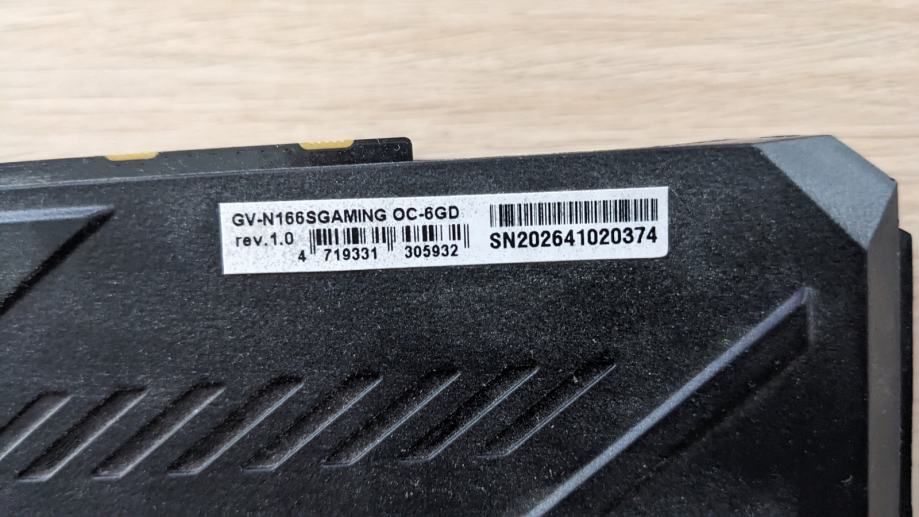 GV-N166SGAMING OC-6GD
rev.1.0
4 719331 305932
SN202641020374